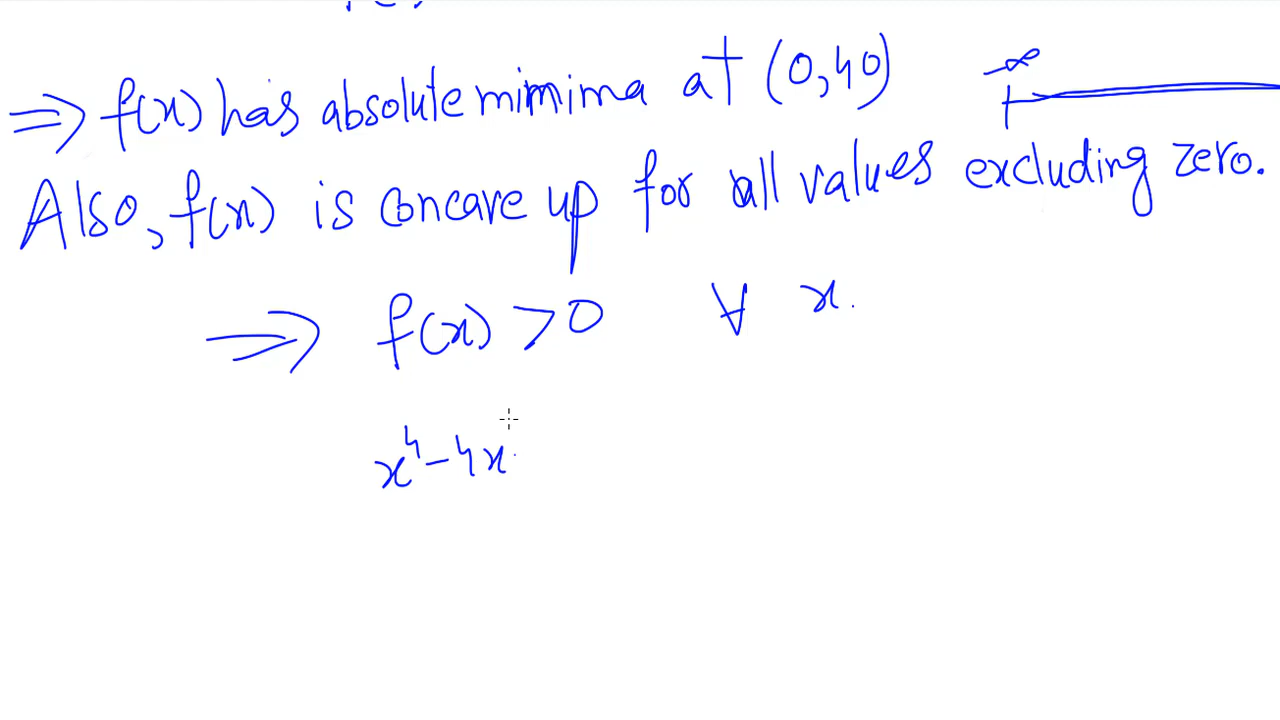 ⇒ f(x) has absolute mimima at (0,40)
-∞
Also, f(x) is concave up for all values excluding zero.
⇒ f(x) > 0 ∀ x.
x⁴-4x